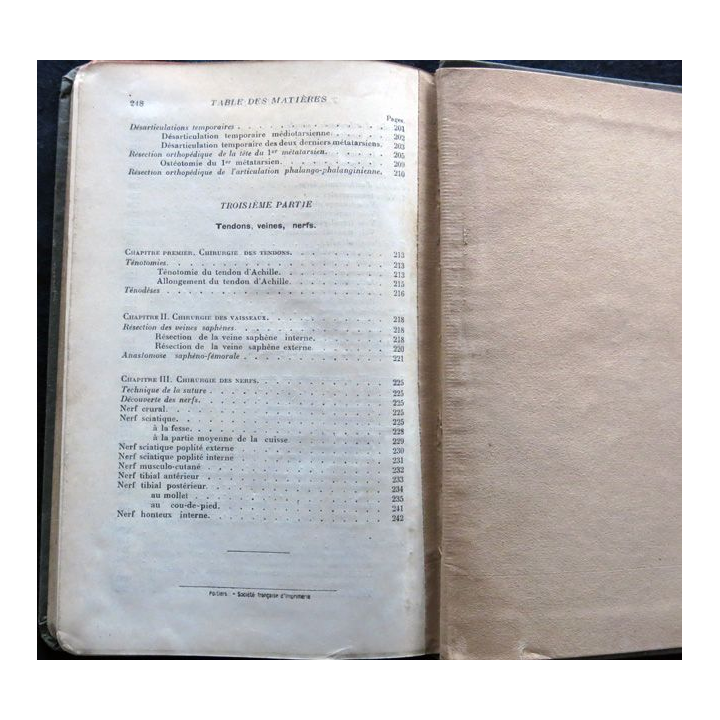 248 TABLE DES MATIÈRES
Pages.
Désarticulations temporaires . . . . . . . . . . . . . 201
Désarticulation temporaire médiotarsienne. . . . . . 202
Désarticulation temporaire des deux derniers métatarsiens. 203
Résection orthopédique de la tête du 1er métatarsien. . . . . . 205
Ostéotomie du 1er métatarsien. . . . . . . . . . . 209
Résection orthopédique de l'articulation phalango-phalanginienne. 210
TROISIÈME PARTIE
Tendons, veines, nerfs.
CHAPITRE PREMIER. CHIRURGIE DES TENDONS. . . . . . . . . 213
Ténotomies. . . . . . . . . . . . . . . . . . 213
Ténotomie du tendon d'Achille. . . . . . . . . . 213
Allongement du tendon d'Achille. . . . . . . . . 215
Ténodèses . . . . . . . . . . . . . . . . . . 216
CHAPITRE II. CHIRURGIE DES VAISSEAUX. . . . . . . . . . 218
Résection des veines saphènes. . . . . . . . . . . . 218
Résection de la veine saphène interne. . . . . . . 218
Résection de la veine saphène externe. . . . . . . 220
Anastomose saphéno-fémorale . . . . . . . . . . . . 221
CHAPITRE III. CHIRURGIE DES NERFS. . . . . . . . . . . 225
Technique de la suture . . . . . . . . . . . . . . 225
Découverte des nerfs. . . . . . . . . . . . . . . 225
Nerf crural. . . . . . . . . . . . . . . . . . 225
Nerf sciatique. . . . . . . . . . . . . . . . . 225
à la fesse. . . . . . . . . . . . . . . . 228
à la partie moyenne de la cuisse . . . . . . . . 229
Nerf sciatique poplité externe . . . . . . . . . . . 230
Nerf sciatique poplité interne . . . . . . . . . . . 231
Nerf musculo-cutané . . . . . . . . . . . . . . 232
Nerf tibial antérieur . . . . . . . . . . . . . . 233
Nerf tibial postérieur. . . . . . . . . . . . . . 234
au mollet . . . . . . . . . . . . . . . . 235
au cou-de-pied. . . . . . . . . . . . . . . 241
Nerf honteux interne. . . . . . . . . . . . . . . 242
Poitiers. - Société française d'Imprimerie